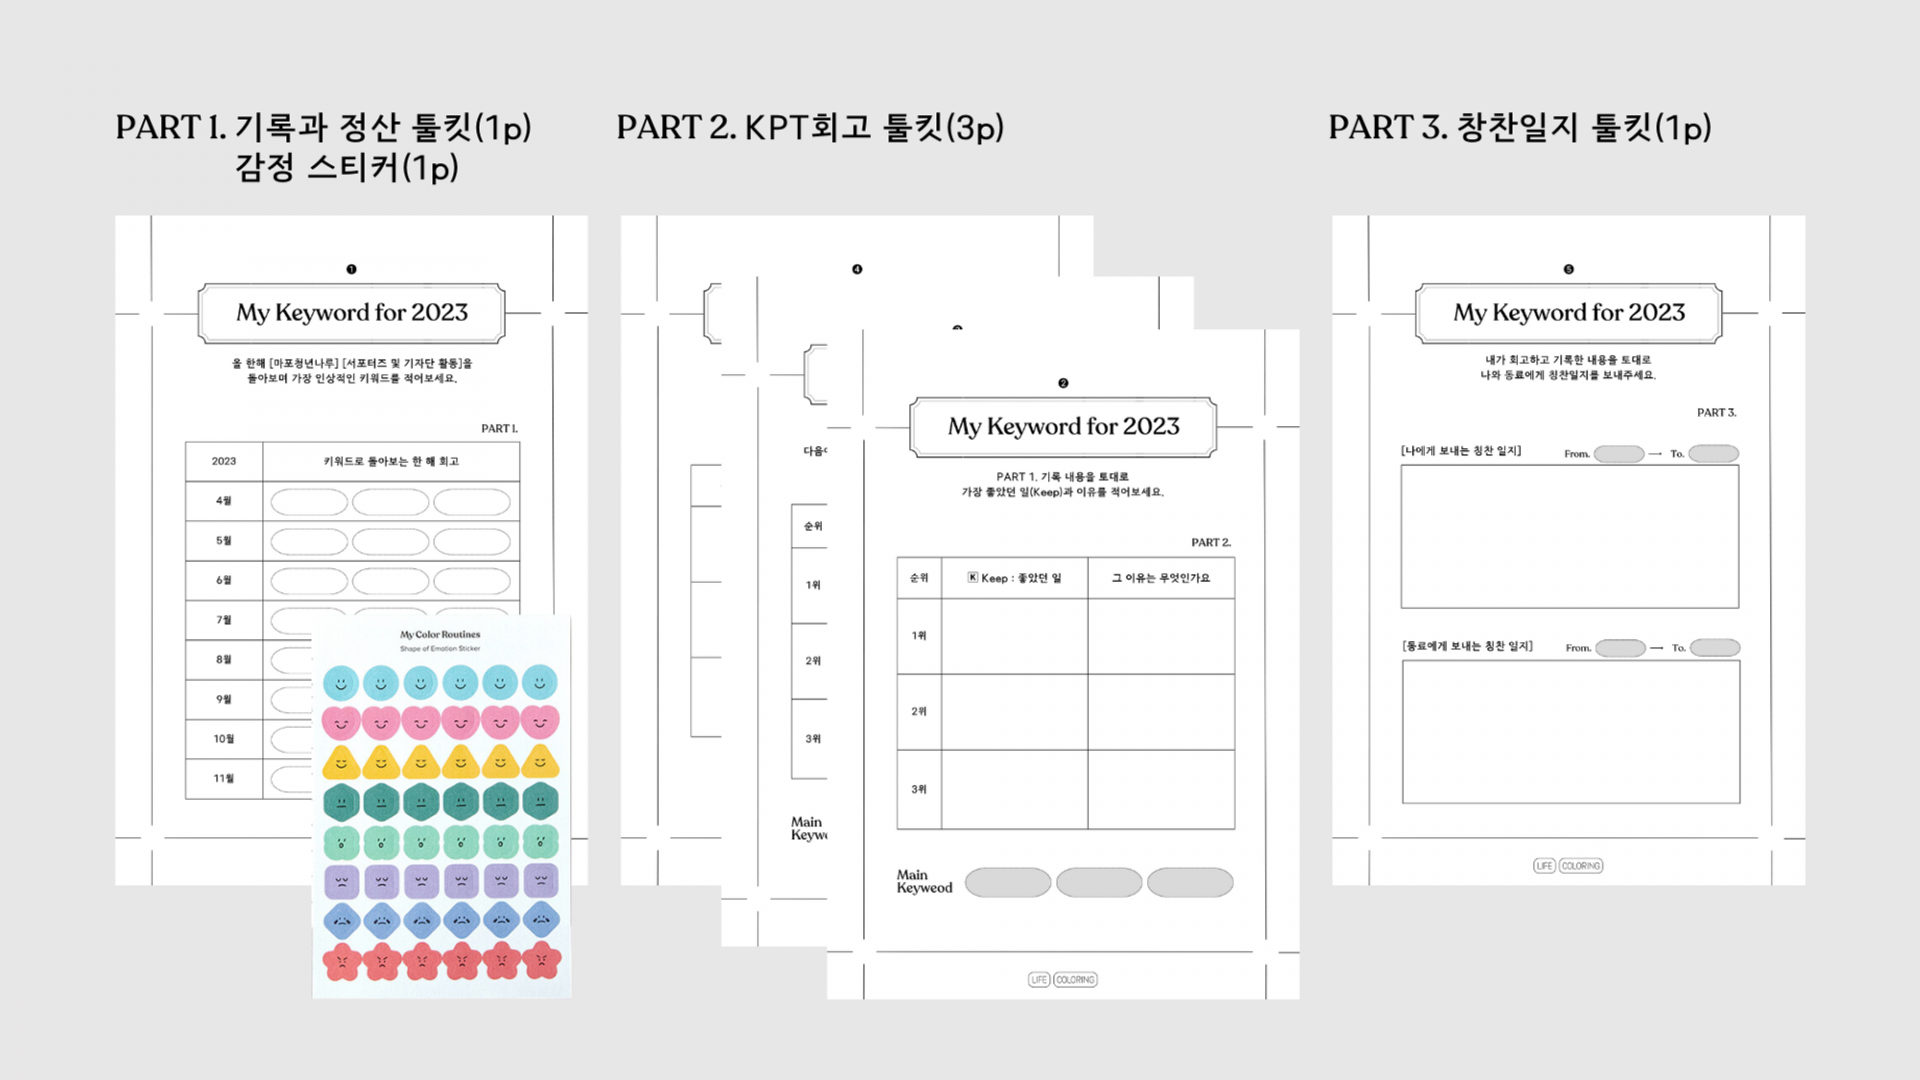 PART 1. 기록과 정산 툴킷(1p)
감정 스티커(1p)
PART 2. KPT회고 툴킷(3p)
PART 3. 창찬일지 툴킷(1p)
1
My Keyword for 2023
올 한해 [마포청년나루] [서포터즈 및 기자단 활동]을
돌아보며 가장 인상적인 키워드를 적어보세요.
PART 1.
2023 키워드로 돌아보는 한 해 회고
4월
5월
6월
7월
8월
9월
10월
11월
My Color Routines
Shape of Emotion Sticker
4
순위
1위
2위
3위
Main
2
My Keyword for 2023
PART 1. 기록 내용을 토대로
가장 좋았던 일(Keep)과 이유를 적어보세요.
PART 2.
순위 K Keep : 좋았던 일 그 이유는 무엇인가요
1위
2위
3위
Main
Keyweod
LIFE COLORING
5
My Keyword for 2023
내가 회고하고 기록한 내용을 토대로
나와 동료에게 칭찬일지를 보내주세요.
PART 3.
[나에게 보내는 칭찬 일지] From. → To.
[동료에게 보내는 칭찬 일지] From. → To.
LIFE COLORING